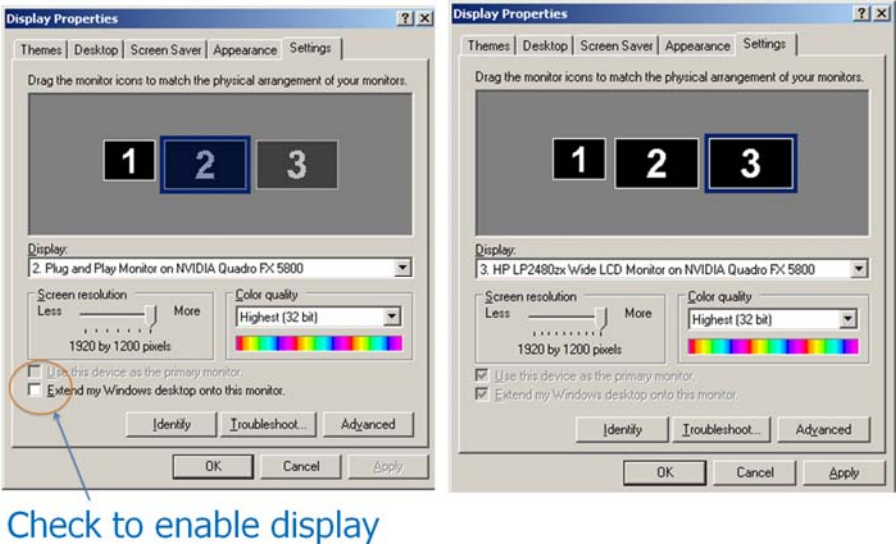 Display Properties
Themes Desktop Screen Saver Appearance Settings
Drag the monitor icons to match the physical arrangement of your monitors.
1 2 3
Display:
2. Plug and Play Monitor on NVIDIA Quadro FX 5800
Screen resolution
Less More
1920 by 1200 pixels
Color quality
Highest (32 bit)
Use this device as the primary monitor.
Extend my Windows desktop onto this monitor.
Identify Troubleshoot... Advanced
OK Cancel Apply
Display Properties
Themes Desktop Screen Saver Appearance Settings
Drag the monitor icons to match the physical arrangement of your monitors.
1 2 3
Display:
3. HP LP2480zx Wide LCD Monitor on NVIDIA Quadro FX 5800
Screen resolution
Less More
1920 by 1200 pixels
Color quality
Highest (32 bit)
Use this device as the primary monitor.
Extend my Windows desktop onto this monitor.
Identify Troubleshoot... Advanced
OK Cancel Apply
Check to enable display